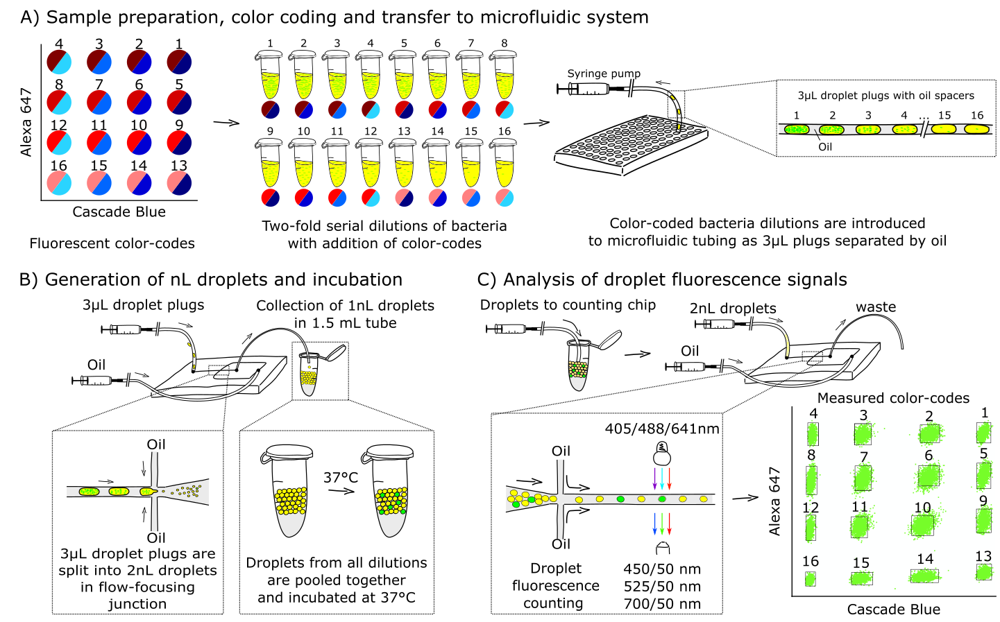 A) Sample preparation, color coding and transfer to microfluidic system
4 3 2 1
8 7 6 5
12 11 10 9
16 15 14 13
Alexa 647
Cascade Blue
Fluorescent color-codes
1 2 3 4 5 6 7 8
9 10 11 12 13 14 15 16
Two-fold serial dilutions of bacteria
with addition of color-codes
Syringe pump
3µL droplet plugs with oil spacers
1 2 3 4 ... 15 16
Oil
Color-coded bacteria dilutions are introduced
to microfluidic tubing as 3µL plugs separated by oil
B) Generation of nL droplets and incubation
3µL droplet plugs
Oil
Collection of 1nL droplets
in 1.5 mL tube
Oil
Oil
3µL droplet plugs are
split into 2nL droplets
in flow-focusing
junction
37°C
Droplets from all dilutions
are pooled together
and incubated at 37°C
C) Analysis of droplet fluorescence signals
Droplets to counting chip
2nL droplets
waste
Oil
405/488/641nm
Oil
Oil
Droplet
fluorescence
counting
450/50 nm
525/50 nm
700/50 nm
Measured color-codes
4 3 2 1
8 7 6 5
12 11 10 9
16 15 14 13
Alexa 647
Cascade Blue